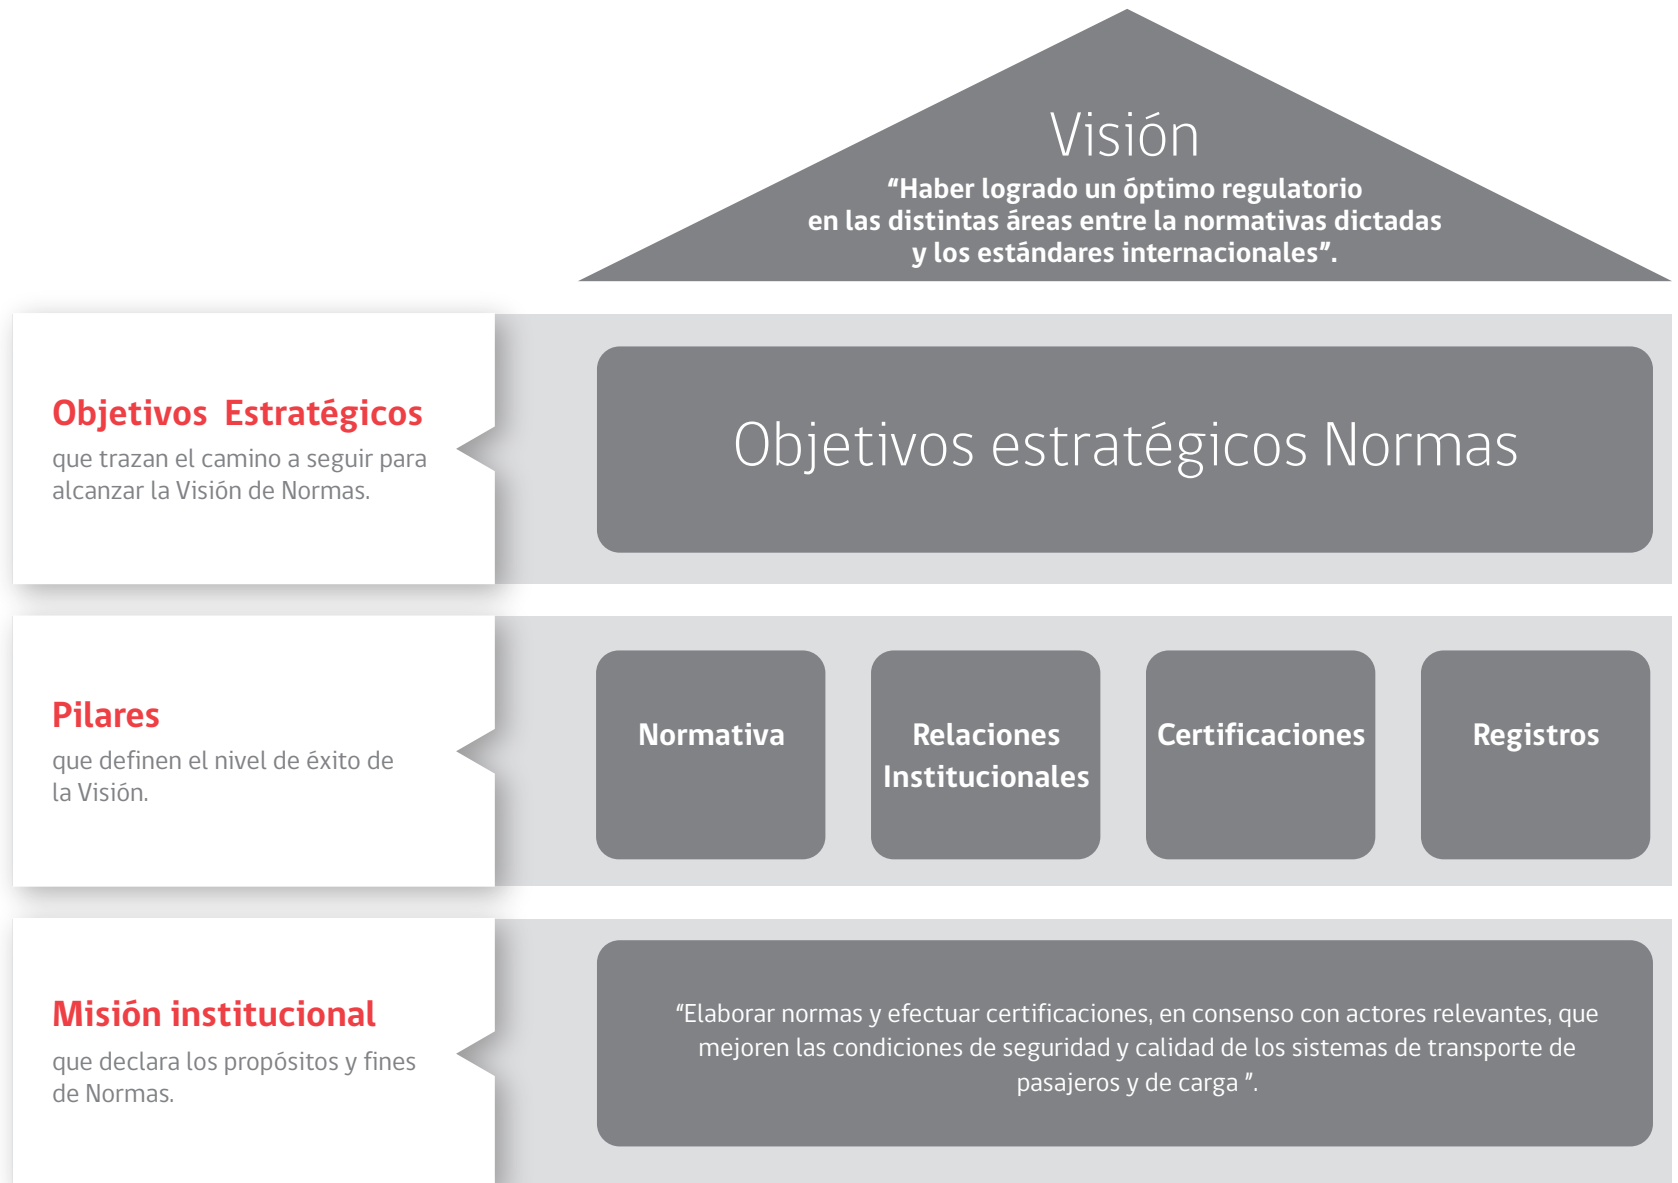 Visión
“Haber logrado un óptimo regulatorio
en las distintas áreas entre la normativas dictadas
y los estándares internacionales”.
Objetivos Estratégicos
que trazan el camino a seguir para
alcanzar la Visión de Normas.
Objetivos estratégicos Normas
Pilares
que definen el nivel de éxito de
la Visión.
Normativa
Relaciones
Institucionales
Certificaciones
Registros
Misión institucional
que declara los propósitos y fines
de Normas.
“Elaborar normas y efectuar certificaciones, en consenso con actores relevantes, que
mejoren las condiciones de seguridad y calidad de los sistemas de transporte de
pasajeros y de carga ”.